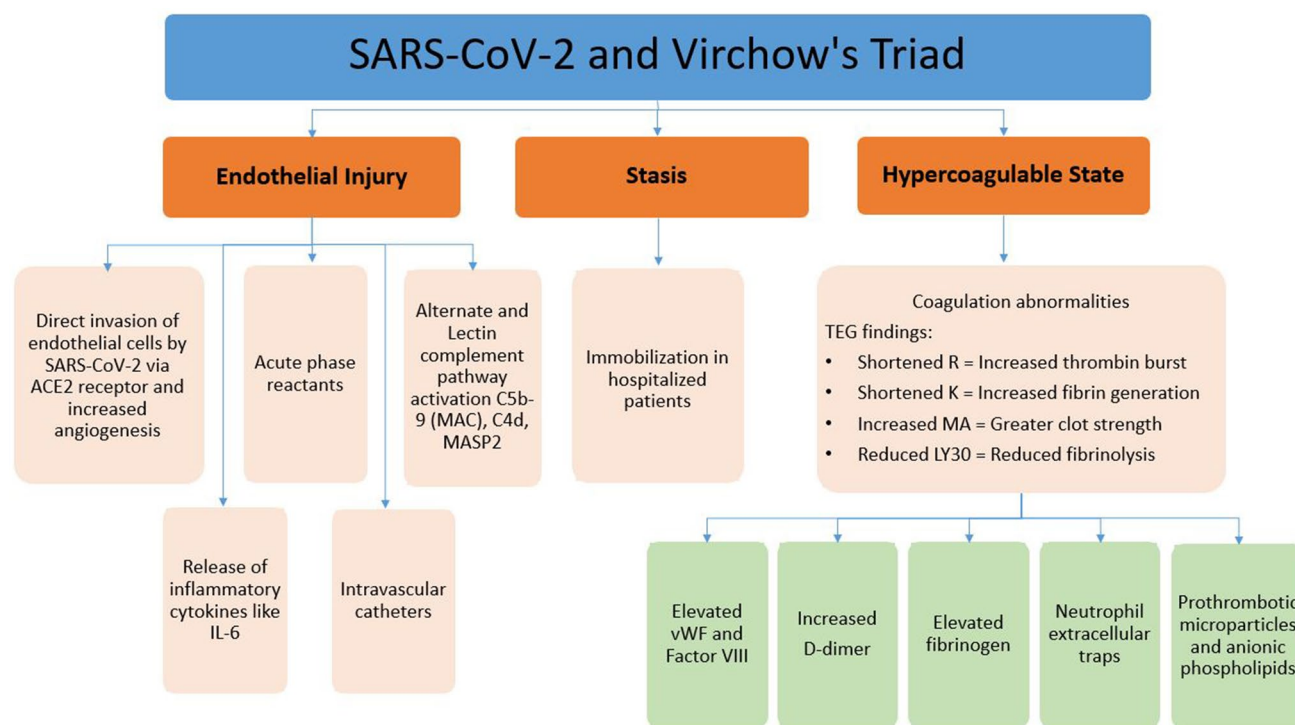 SARS-CoV-2 and Virchow's Triad
Endothelial Injury
Stasis
Hypercoagulable State
Direct invasion of
endothelial cells by
SARS-CoV-2 via
ACE2 receptor and
increased
angiogenesis
Acute phase
reactants
Alternate and
Lectin
complement
pathway
activation C5b-
9 (MAC), C4d,
MASP2
Immobilization in
hospitalized
patients
Coagulation abnormalities
TEG findings:
• Shortened R = Increased thrombin burst
• Shortened K = Increased fibrin generation
• Increased MA = Greater clot strength
• Reduced LY30 = Reduced fibrinolysis
Release of
inflammatory
cytokines like
IL-6
Intravascular
catheters
Elevated
vWF and
Factor VIII
Increased
D-dimer
Elevated
fibrinogen
Neutrophil
extracellular
traps
Prothrombotic
microparticles
and anionic
phospholipids